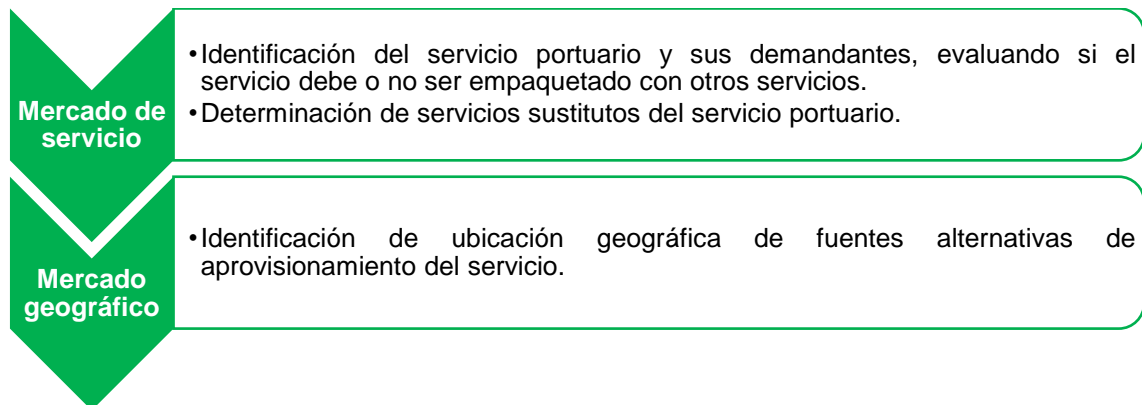 Mercado de
servicio
•Identificación del servicio portuario y sus demandantes, evaluando si el
servicio debe o no ser empaquetado con otros servicios.
•Determinación de servicios sustitutos del servicio portuario.
Mercado
geográfico
•Identificación de ubicación geográfica de fuentes alternativas de
aprovisionamiento del servicio.